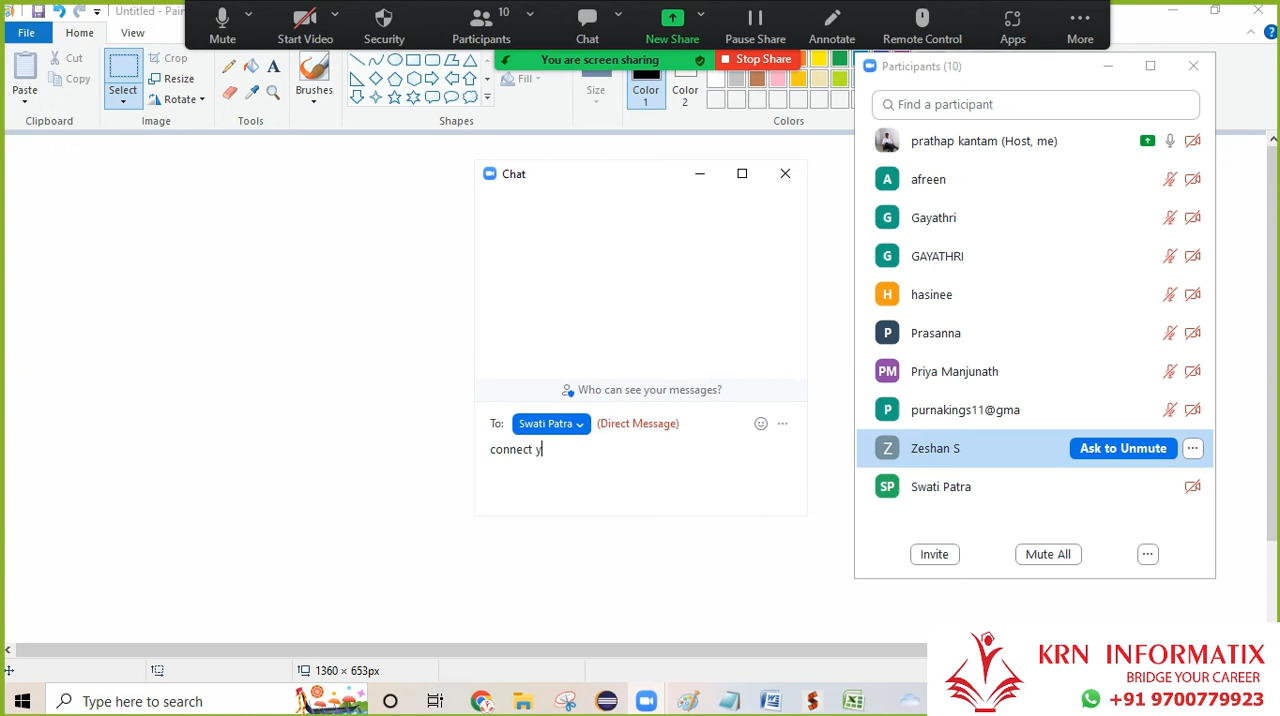 Untitled - Pai
File
Home
View
Paste
Cut
Copy
Clipboard
Select
Crop
Resize
Rotate
Image
Tools
Brushes
Shapes
Fill
Size
Color
1
Color
2
Colors
Mute
Start Video
Security
Participants
10
Chat
New Share
Pause Share
Annotate
Remote Control
Apps
More
You are screen sharing
Stop Share
Chat
Who can see your messages?
To: Swati Patra (Direct Message)
connect y
Participants (10)
Find a participant
prathap kantam (Host, me)
A afreen
G Gayathri
G GAYATHRI
H hasinee
P Prasanna
PM Priya Manjunath
P purnakings11@gma
Z Zeshan S Ask to Unmute
SP Swati Patra
Invite
Mute All
1360 × 653px
Type here to search
KRN INFORMATIX
BRIDGE YOUR CAREER
+91 9700779923